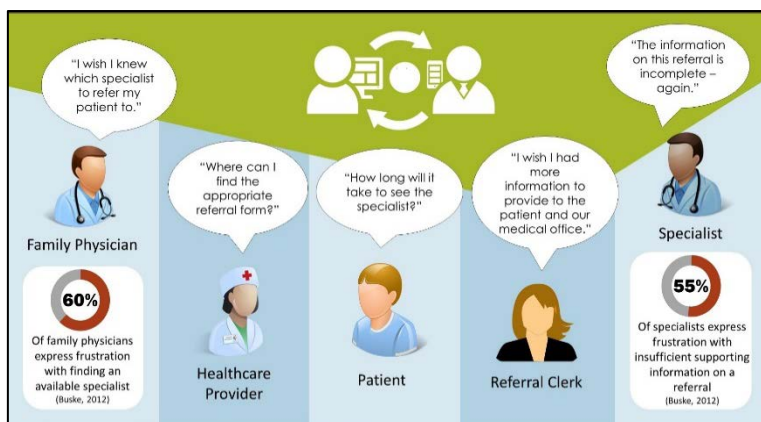 “I wish I knew
which specialist
to refer my
patient to.”
Family Physician
60%
Of family physicians
express frustration
with finding an
available specialist
(Buske, 2012)
“Where can I
find the
appropriate
referral form?”
Healthcare
Provider
“How long will it
take to see the
specialist?”
Patient
“I wish I had
more
information to
provide to the
patient and our
medical office.”
Referral Clerk
“The information
on this referral is
incomplete –
again.”
Specialist
55%
Of specialists express
frustration with
insufficient supporting
information on a
referral
(Buske, 2012)